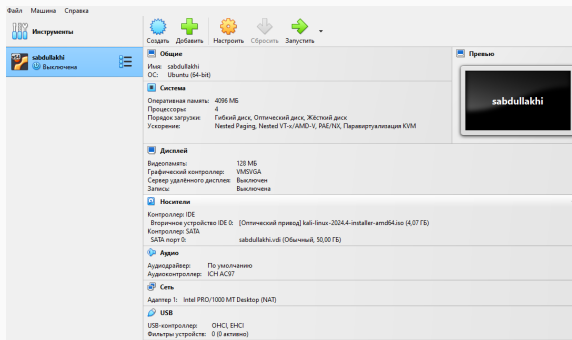 Файл Машина Справка
Инструменты
Создать Добавить Настроить Сбросить Запустить
sabdullakhi
Выключена
Общие
Имя: sabdullakhi
ОС: Ubuntu (64-bit)
Система
Оперативная память: 4096 МБ
Процессоры: 4
Порядок загрузки: Гибкий диск, Оптический диск, Жёсткий диск
Ускорение: Nested Paging, Nested VT-x/AMD-V, PAE/NX, Паравиртуализация KVM
Дисплей
Видеопамять: 128 МБ
Графический контроллер: VMSVGA
Сервер удалённого дисплея: Выключен
Запись: Выключена
Носители
Контроллер: IDE
Вторичное устройство IDE 0: [Оптический привод] kali-linux-2024.4-installer-amd64.iso (4,07 ГБ)
Контроллер: SATA
SATA порт 0: sabdullakhi.vdi (Обычный, 50,00 ГБ)
Аудио
Аудиодрайвер: По умолчанию
Аудиоконтроллер: ICH AC97
Сеть
Адаптер 1: Intel PRO/1000 MT Desktop (NAT)
USB
USB-контроллер: OHCI, EHCI
Фильтры устройств: 0 (0 активно)
Превью
sabdullakhi